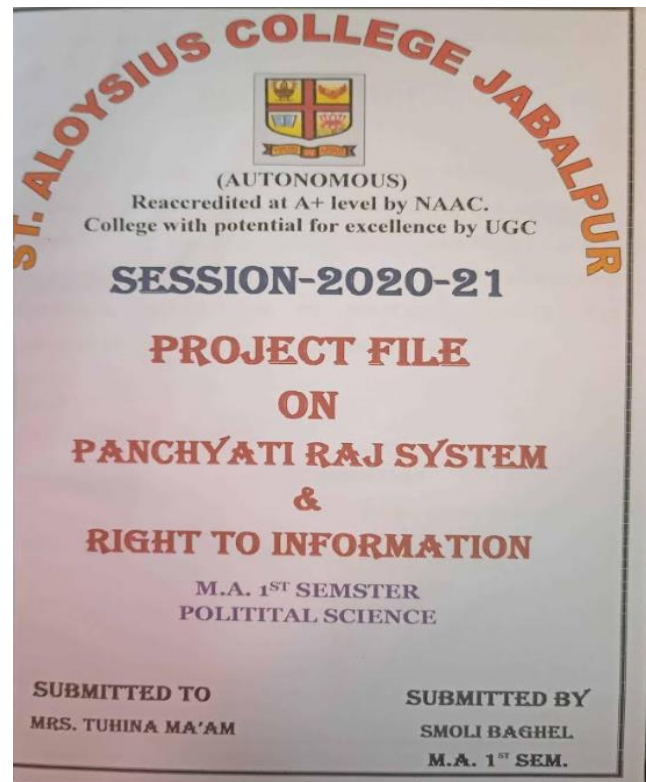 ST. ALOYSIUS COLLEGE JABALPUR
(AUTONOMOUS)
Reaccredited at A+ level by NAAC.
College with potential for excellence by UGC
SESSION-2020-21
PROJECT FILE
ON
PANCHYATI RAJ SYSTEM
&
RIGHT TO INFORMATION
M.A. 1ST SEMSTER
POLITITAL SCIENCE
SUBMITTED TO
MRS. TUHINA MA'AM
SUBMITTED BY
SMOLI BAGHEL
M.A. 1ST SEM.